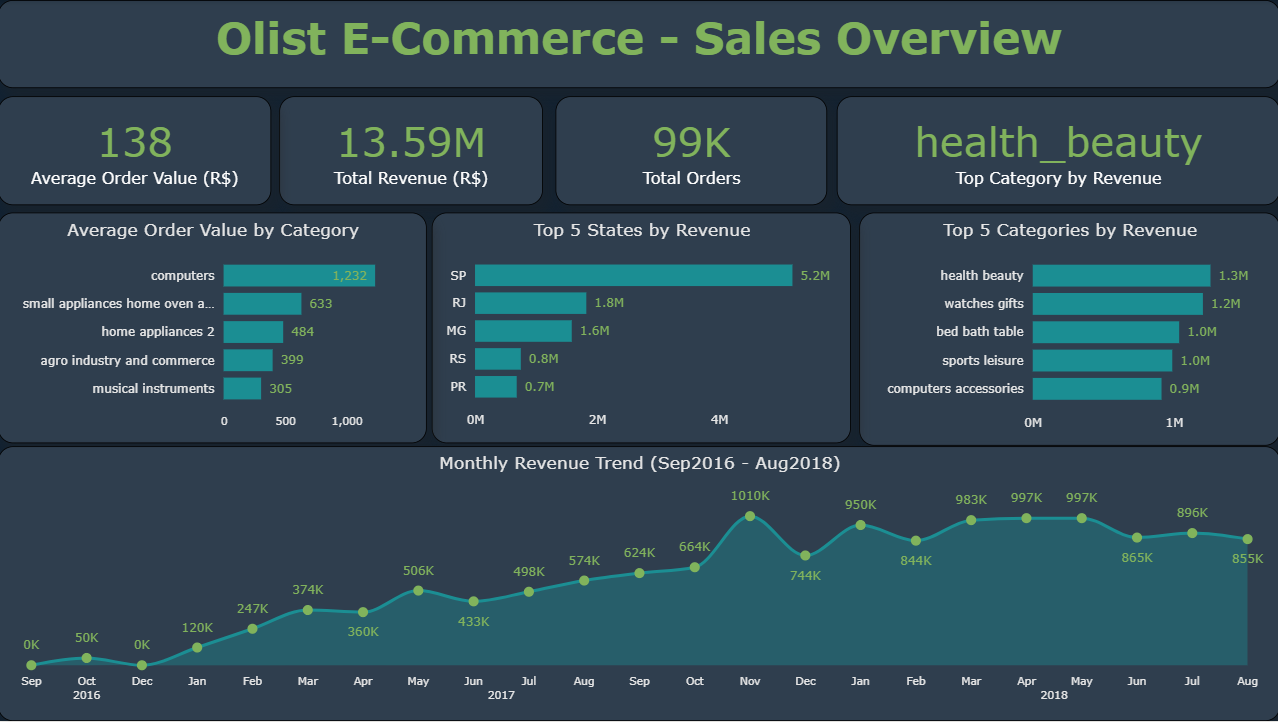 Olist E-Commerce - Sales Overview
138
Average Order Value (R$)
13.59M
Total Revenue (R$)
99K
Total Orders
health_beauty
Top Category by Revenue
Average Order Value by Category
computers 1,232
small appliances home oven a... 633
home appliances 2 484
agro industry and commerce 399
musical instruments 305
0 500 1,000
Top 5 States by Revenue
SP 5.2M
RJ 1.8M
MG 1.6M
RS 0.8M
PR 0.7M
0M 2M 4M
Top 5 Categories by Revenue
health beauty 1.3M
watches gifts 1.2M
bed bath table 1.0M
sports leisure 1.0M
computers accessories 0.9M
0M 1M
Monthly Revenue Trend (Sep2016 - Aug2018)
0K 50K 0K 120K 247K 374K 360K 506K 433K 498K 574K 624K 664K 1010K 744K 950K 844K 983K 997K 997K 865K 896K 855K
Sep Oct Dec Jan Feb Mar Apr May Jun Jul Aug Sep Oct Nov Dec Jan Feb Mar Apr May Jun Jul Aug
2016 2017 2018